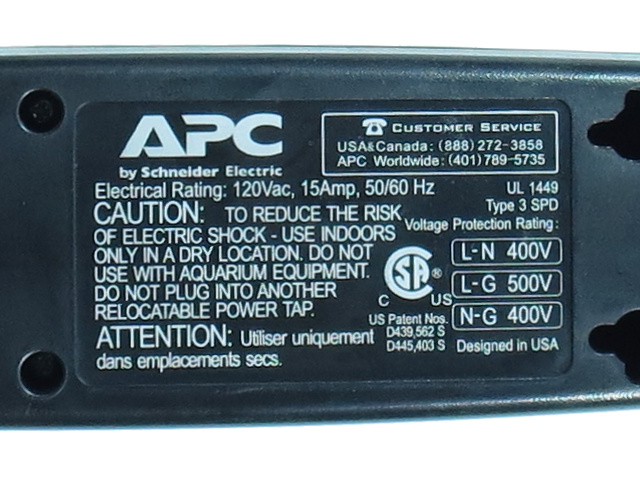 APC
by Schneider Electric
CUSTOMER SERVICE
USA&Canada: (888) 272-3858
APC Worldwide: (401) 789-5735
Electrical Rating: 120Vac, 15Amp, 50/60 Hz
UL 1449
Type 3 SPD
CAUTION: TO REDUCE THE RISK
OF ELECTRIC SHOCK - USE INDOORS
ONLY IN A DRY LOCATION. DO NOT
USE WITH AQUARIUM EQUIPMENT.
DO NOT PLUG INTO ANOTHER
RELOCATABLE POWER TAP.
ATTENTION: Utiliser uniquement
dans emplacements secs.
Voltage Protection Rating:
L-N 400V
L-G 500V
N-G 400V
SA ®
C US
US Patent Nos.
D439,562 S
D445,403 S
Designed in USA